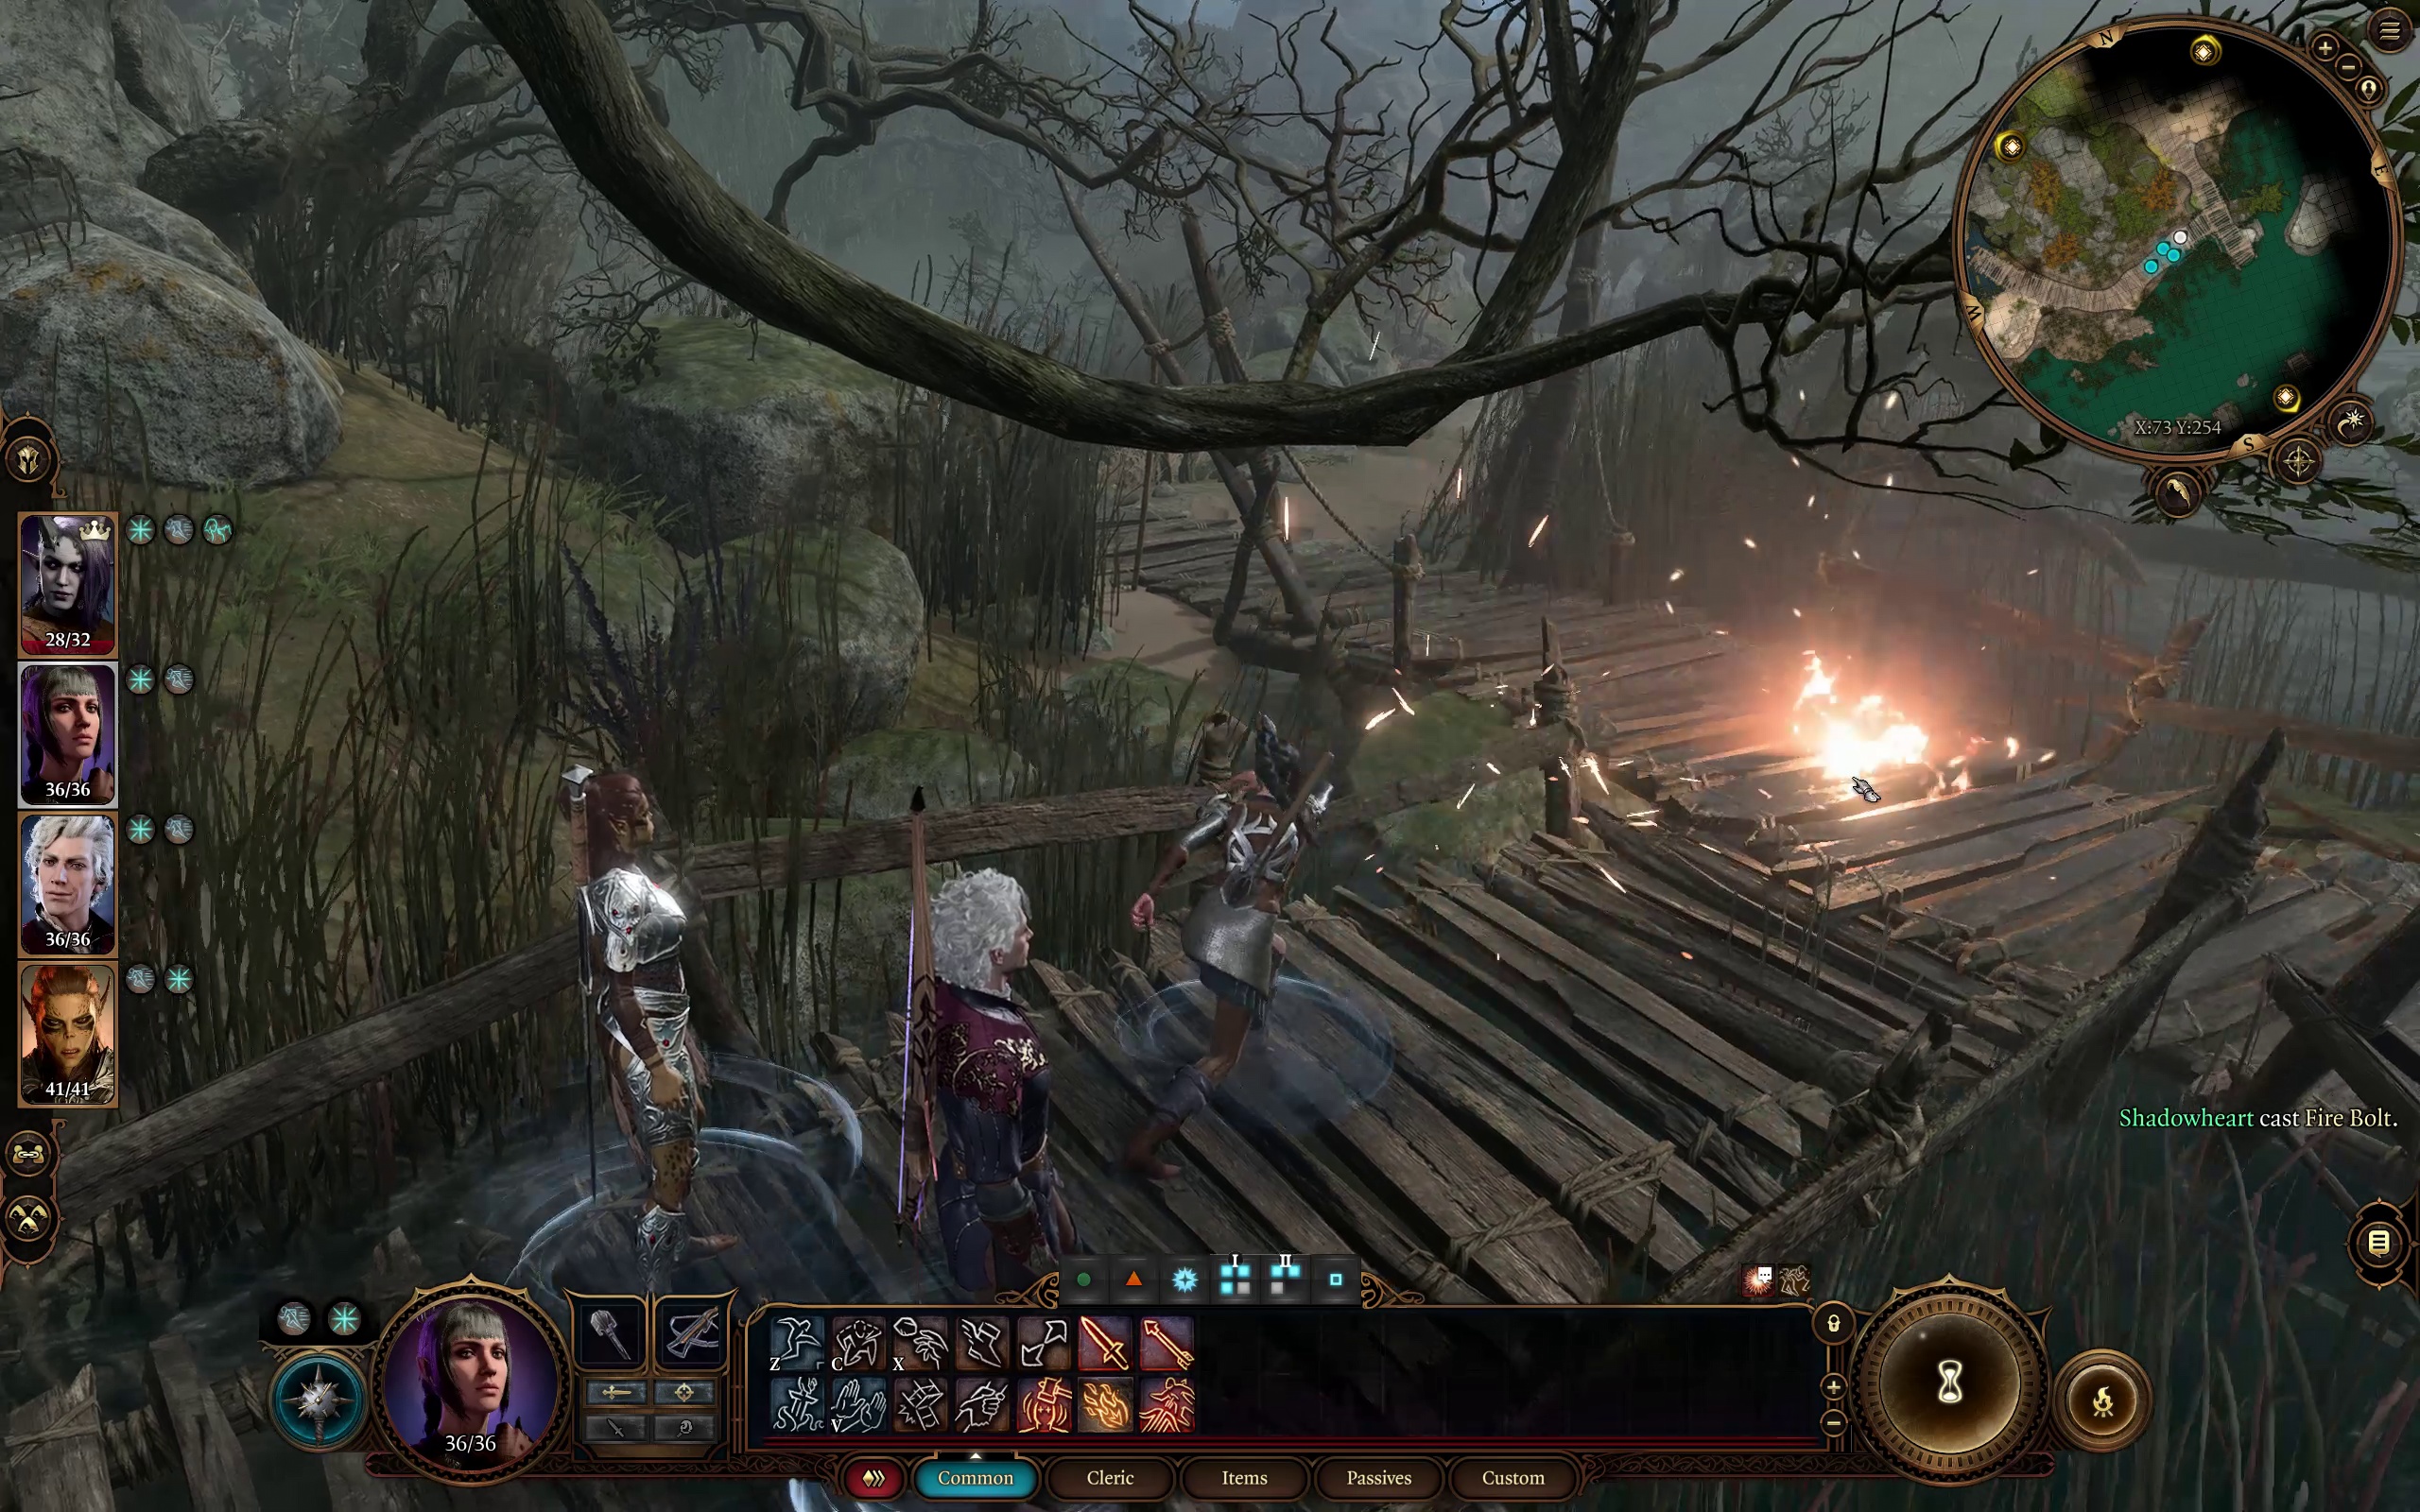 N
E
W
S
X:73 Y:254
28/32
36/36
36/36
41/41
Shadowheart cast Fire Bolt.
I
II
Z
C
X
V
36/36
Common
Cleric
Items
Passives
Custom